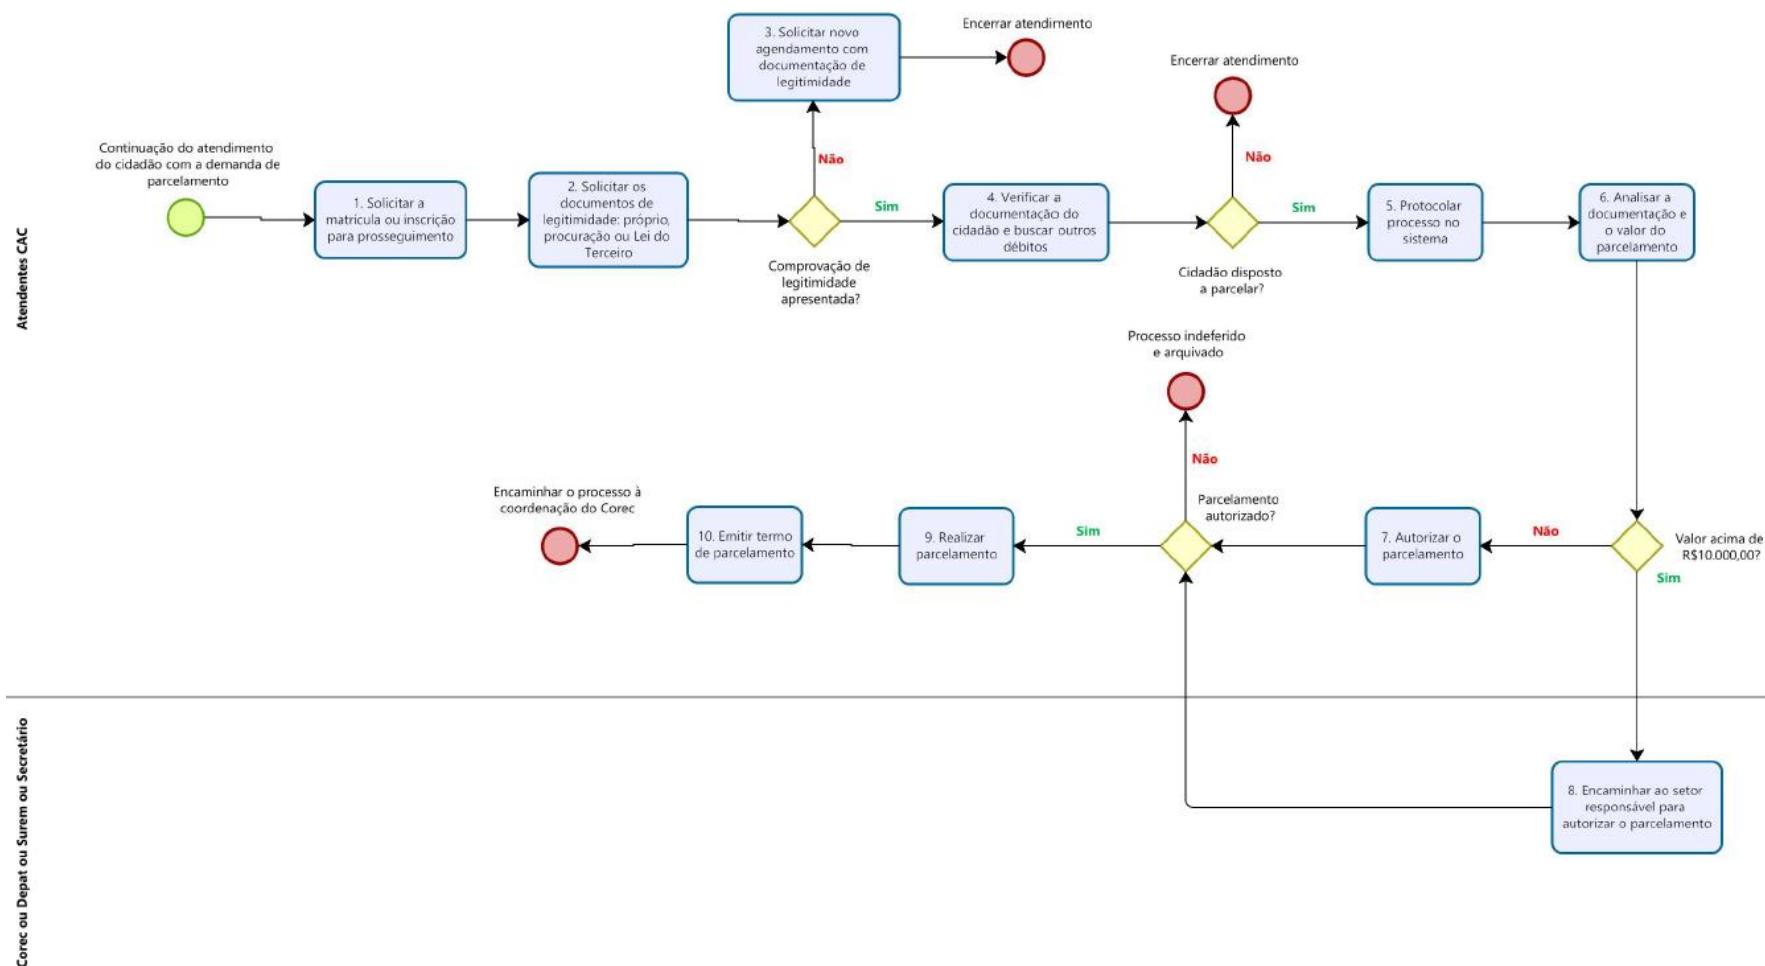 3. Solicitar novo
agendamento com
documentação de
legitimidade
Encerrar atendimento
Encerrar atendimento
Continuação do atendimento
do cidadão com a demanda de
parcelamento
Não
Não
1. Solicitar a
matrícula ou inscrição
para prosseguimento
2. Solicitar os
documentos de
legitimidade: próprio,
procuração ou Lei do
Terceiro
Sim
4. Verificar a
documentação do
cidadão e buscar outros
débitos
Sim
5. Protocolar
processo no
sistema
6. Analisar a
documentação e
o valor do
parcelamento
Comprovação de
legitimidade
apresentada?
Cidadão disposto
a parcelar?
Atendentes CAC
Processo indeferido
e arquivado
Não
Encaminhar o processo à
coordenação do Corec
10. Emitir termo
de parcelamento
9. Realizar
parcelamento
Sim
Parcelamento
autorizado?
7. Autorizar o
parcelamento
Não
Valor acima de
R$10.000,00?
Sim
Corec ou Depat ou Surem ou Secretário
8. Encaminhar ao setor
responsável para
autorizar o parcelamento